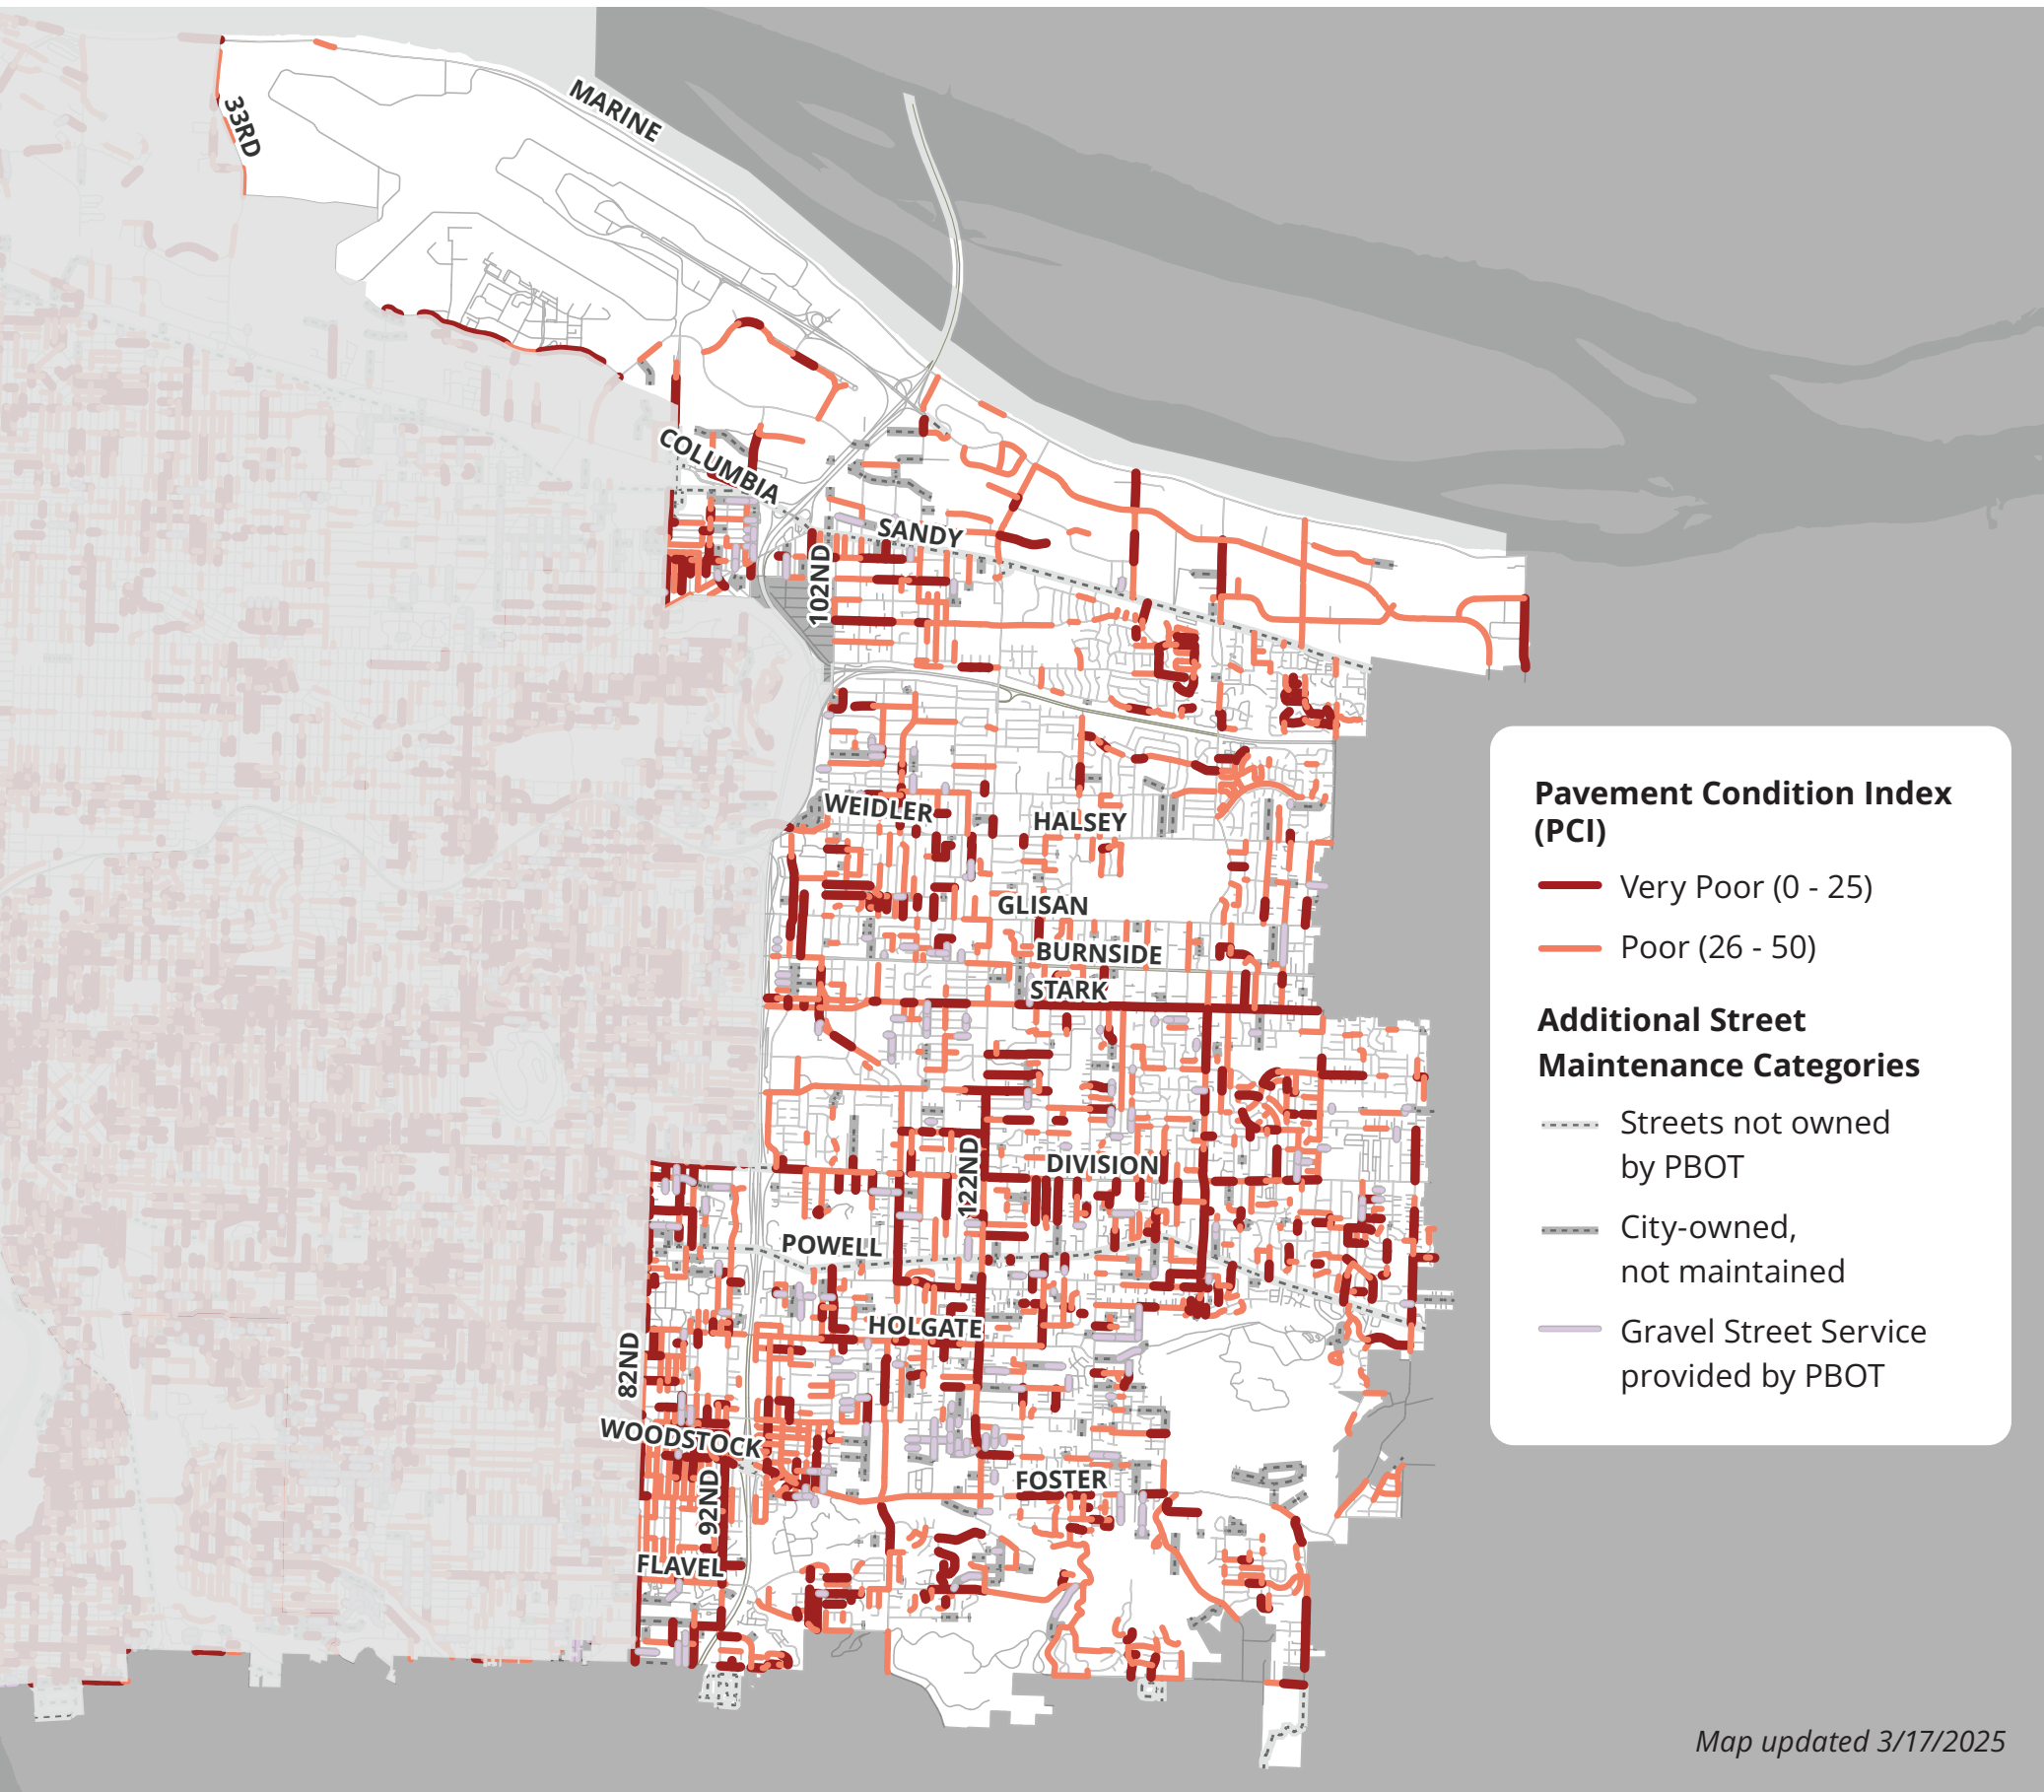 MARINE
33RD
COLUMBIA
SANDY
102ND
WEIDLER
HALSEY
GLISAN
BURNSIDE
STARK
122ND
DIVISION
POWELL
HOLGATE
82ND
WOODSTOCK
92ND
FOSTER
FLAVEL
Pavement Condition Index
(PCI)
Very Poor (0 - 25)
Poor (26 - 50)
Additional Street
Maintenance Categories
Streets not owned
by PBOT
City-owned,
not maintained
Gravel Street Service
provided by PBOT
Map updated 3/17/2025